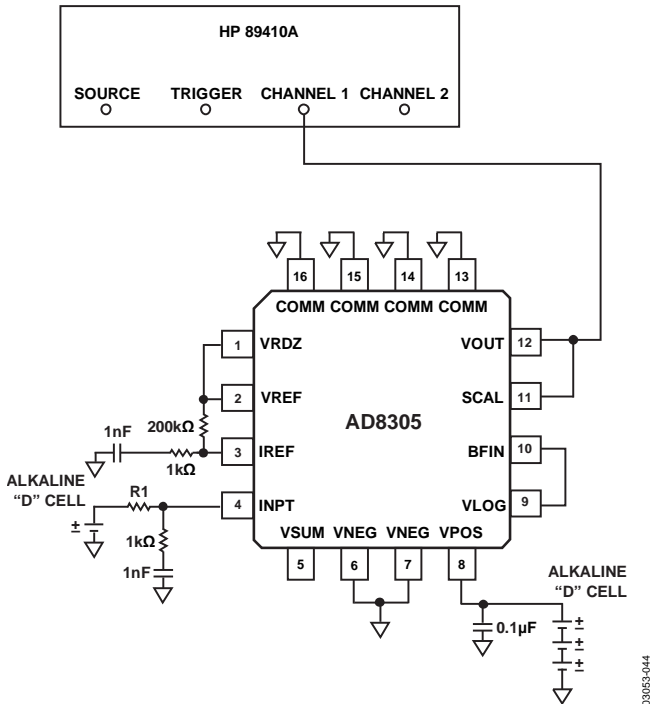 HP 89410A
SOURCE TRIGGER CHANNEL 1 CHANNEL 2
16 15 14 13
COMM COMM COMM COMM
1 VRDZ VOUT 12
2 VREF SCAL 11
200kΩ
AD8305
1nF
3 IREF BFIN 10
1kΩ
ALKALINE
"D" CELL
R1
4 INPT VLOG 9
±
1kΩ
VSUM VNEG VNEG VPOS
5 6 7 8
1nF
ALKALINE
"D" CELL
0.1µF
±
±
±
03053-044